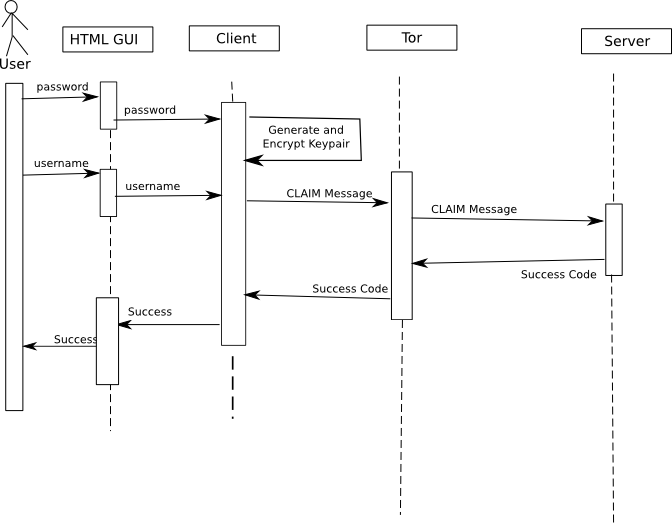 User
HTML GUI
Client
Tor
Server
password
password
Generate and
Encrypt Keypair
username
username
CLAIM Message
CLAIM Message
Success Code
Success Code
Success
Success